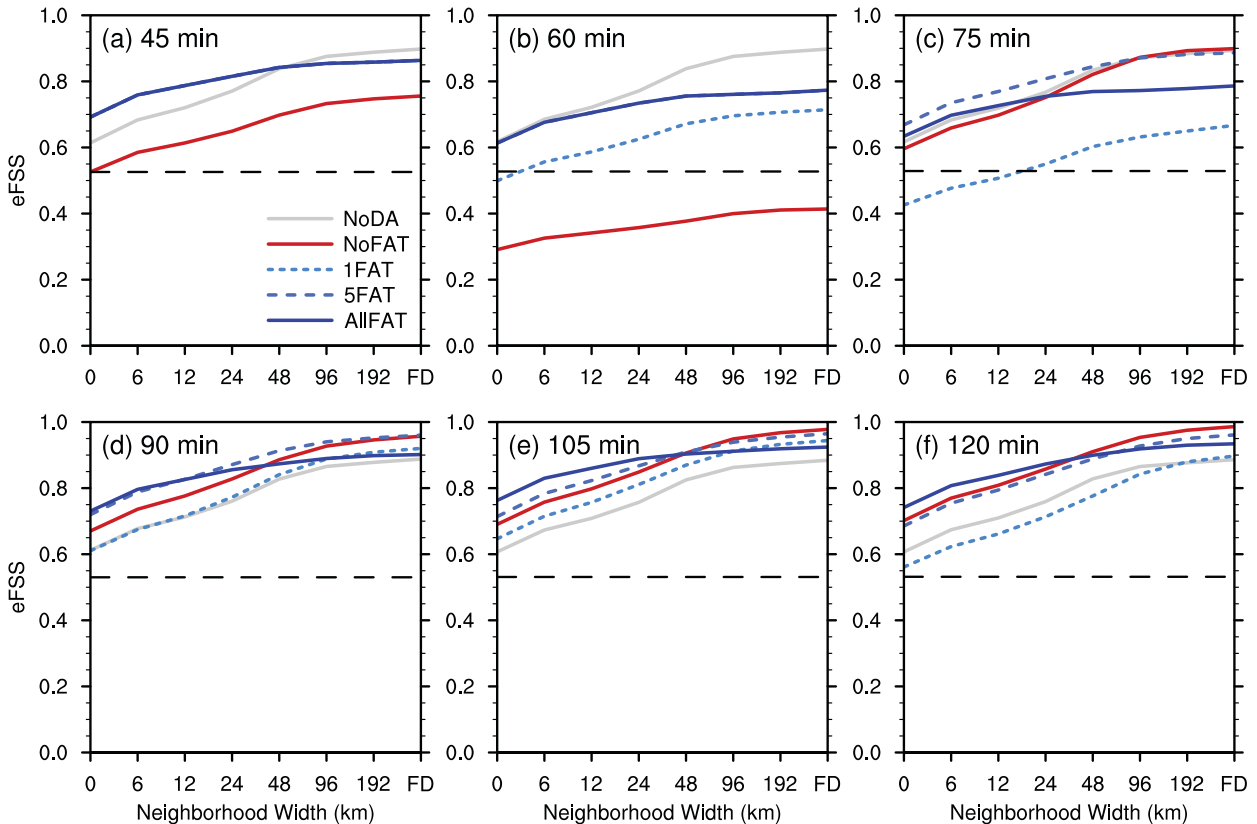 (a) 45 min
(b) 60 min
(c) 75 min
1.0
0.8
0.6
0.4
0.2
0.0
eFSS
NoDA
NoFAT
1FAT
5FAT
AllFAT
1.0
0.8
0.6
0.4
0.2
0.0
1.0
0.8
0.6
0.4
0.2
0.0
0 6 12 24 48 96 192 FD
0 6 12 24 48 96 192 FD
0 6 12 24 48 96 192 FD
(d) 90 min
(e) 105 min
(f) 120 min
1.0
0.8
0.6
0.4
0.2
0.0
eFSS
1.0
0.8
0.6
0.4
0.2
0.0
1.0
0.8
0.6
0.4
0.2
0.0
0 6 12 24 48 96 192 FD
0 6 12 24 48 96 192 FD
0 6 12 24 48 96 192 FD
Neighborhood Width (km)
Neighborhood Width (km)
Neighborhood Width (km)